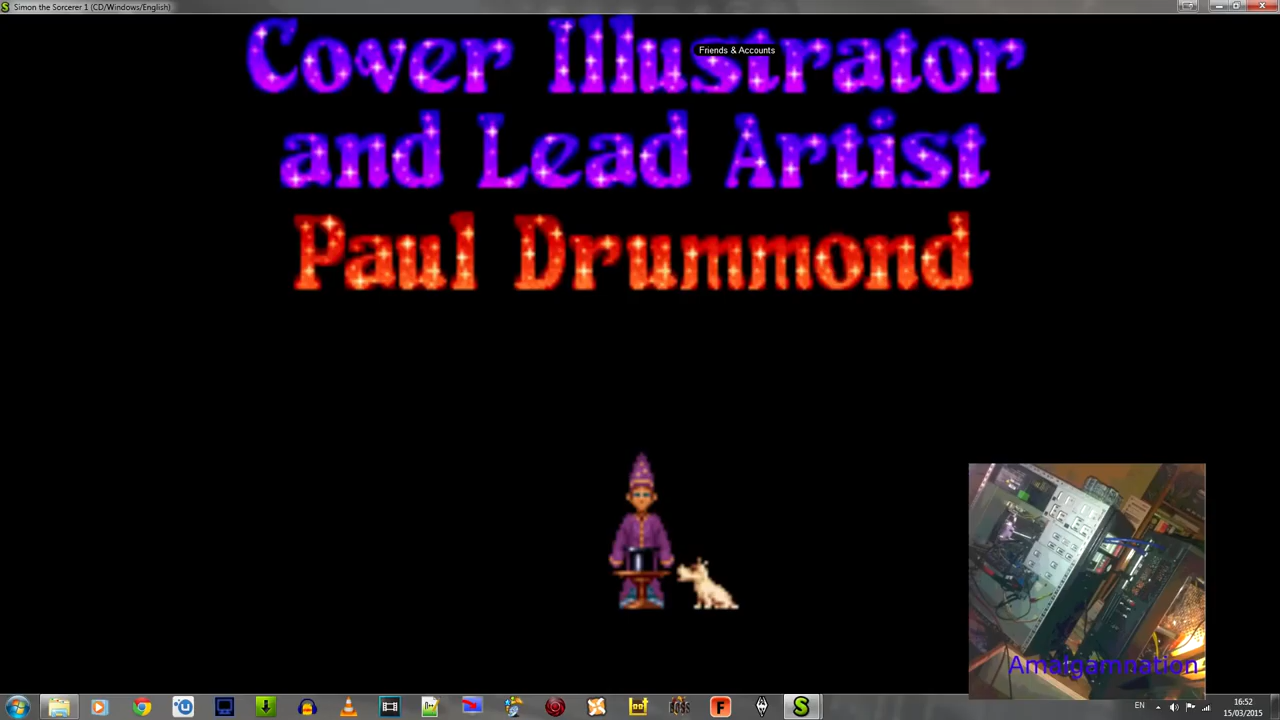 Simon the Sorcerer 1 (CD/Windows/English)
Cover Illustrator
Friends & Accounts
and Lead Artist
Paul Drummond
Amalgamnation
EN
16:52
15/03/2015